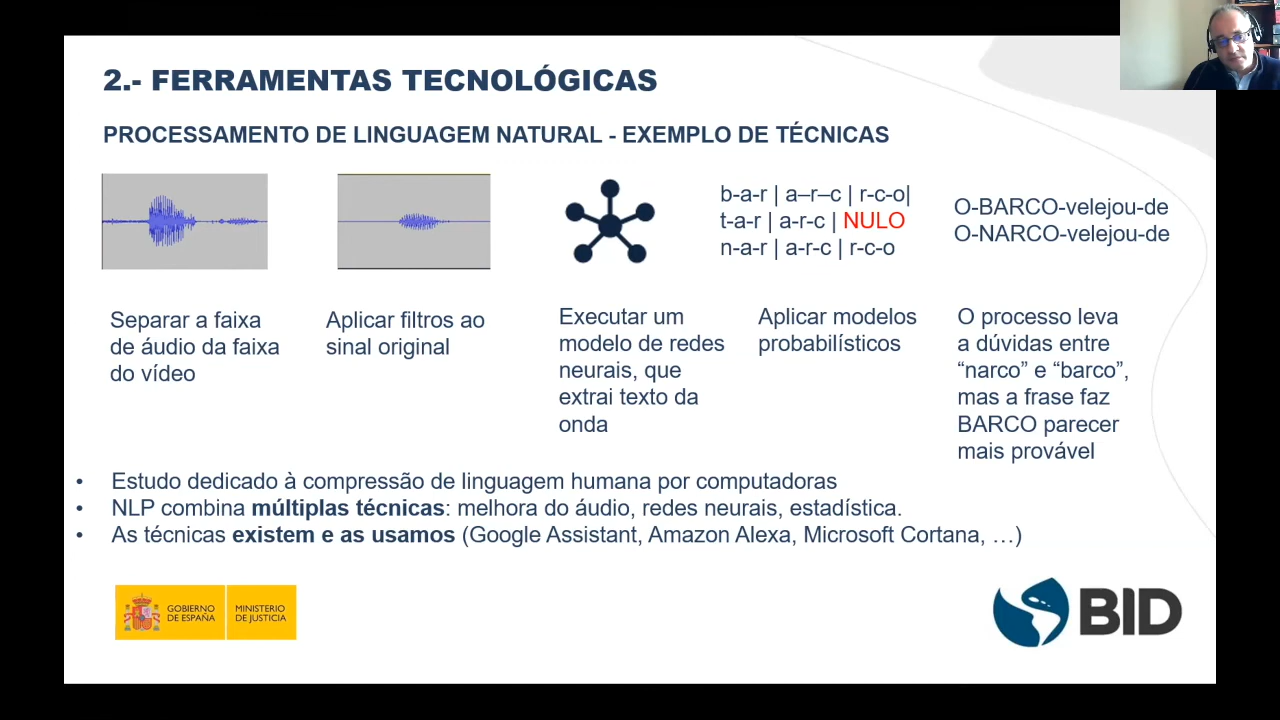 2.- FERRAMENTAS TECNOLÓGICAS
PROCESSAMENTO DE LINGUAGEM NATURAL - EXEMPLO DE TÉCNICAS
b-a-r | a–r–c | r-c-o|
t-a-r | a-r-c | NULO
n-a-r | a-r-c | r-c-o
O-BARCO-velejou-de
O-NARCO-velejou-de
Separar a faixa
de áudio da faixa
do vídeo
Aplicar filtros ao
sinal original
Executar um
modelo de redes
neurais, que
extrai texto da
onda
Aplicar modelos
probabilísticos
O processo leva
a dúvidas entre
“narco” e “barco”,
mas a frase faz
BARCO parecer
mais provável
• Estudo dedicado à compressão de linguagem humana por computadoras
• NLP combina múltiplas técnicas: melhora do áudio, redes neurais, estadística.
• As técnicas existem e as usamos (Google Assistant, Amazon Alexa, Microsoft Cortana, …)
GOBIERNO
DE ESPAÑA
MINISTERIO
DE JUSTICIA
BID